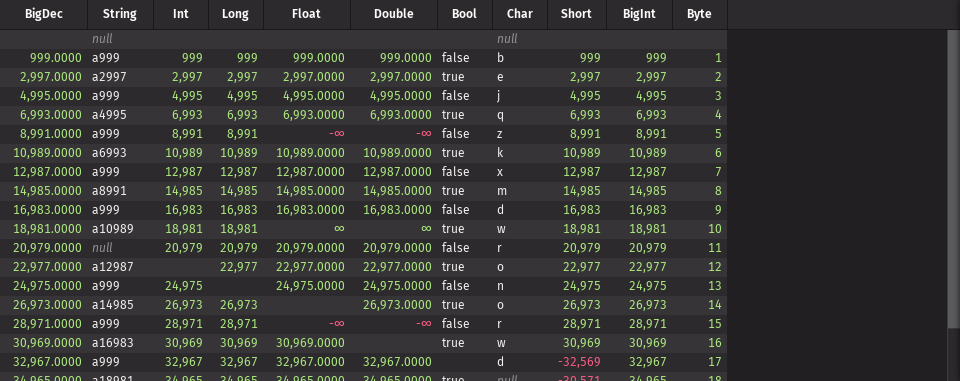 BigDec String Int Long Float Double Bool Char Short BigInt Byte
null null
999.0000 a999 999 999 999.0000 999.0000 false b 999 999 1
2,997.0000 a2997 2,997 2,997 2,997.0000 2,997.0000 true e 2,997 2,997 2
4,995.0000 a999 4,995 4,995 4,995.0000 4,995.0000 false j 4,995 4,995 3
6,993.0000 a4995 6,993 6,993 6,993.0000 6,993.0000 true q 6,993 6,993 4
8,991.0000 a999 8,991 8,991 -∞ -∞ false z 8,991 8,991 5
10,989.0000 a6993 10,989 10,989 10,989.0000 10,989.0000 true k 10,989 10,989 6
12,987.0000 a999 12,987 12,987 12,987.0000 12,987.0000 false x 12,987 12,987 7
14,985.0000 a8991 14,985 14,985 14,985.0000 14,985.0000 true m 14,985 14,985 8
16,983.0000 a999 16,983 16,983 16,983.0000 16,983.0000 false d 16,983 16,983 9
18,981.0000 a10989 18,981 18,981 ∞ ∞ true w 18,981 18,981 10
20,979.0000 null 20,979 20,979 20,979.0000 20,979.0000 false r 20,979 20,979 11
22,977.0000 a12987 22,977 22,977.0000 22,977.0000 true o 22,977 22,977 12
24,975.0000 a999 24,975 24,975.0000 24,975.0000 false n 24,975 24,975 13
26,973.0000 a14985 26,973 26,973 26,973.0000 true o 26,973 26,973 14
28,971.0000 a999 28,971 28,971 -∞ -∞ false r 28,971 28,971 15
30,969.0000 a16983 30,969 30,969 30,969.0000 true w 30,969 30,969 16
32,967.0000 a999 32,967 32,967 32,967.0000 32,967.0000 d -32,569 32,967 17
34,965.0000 a18981 34,965 34,965 34,965.0000 34,965.0000 true null -30,571 34,965 18